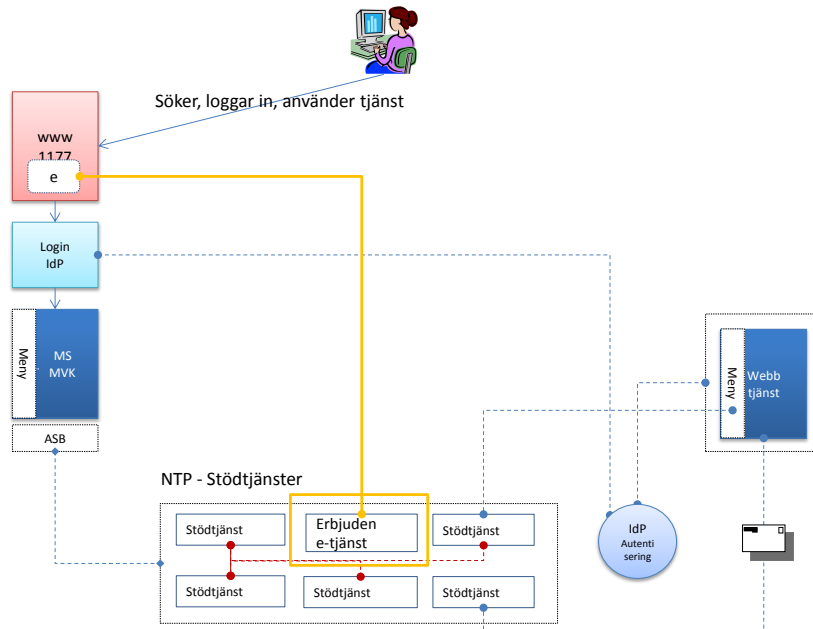 Söker, loggar in, använder tjänst
www
1177
e
Login
IdP
Meny
MS
MVK
ASB
Meny
Webb
tjänst
NTP - Stödtjänster
Stödtjänst
Erbjuden
e-tjänst
Stödtjänst
Stödtjänst
Stödtjänst
Stödtjänst
IdP
Autenti
sering